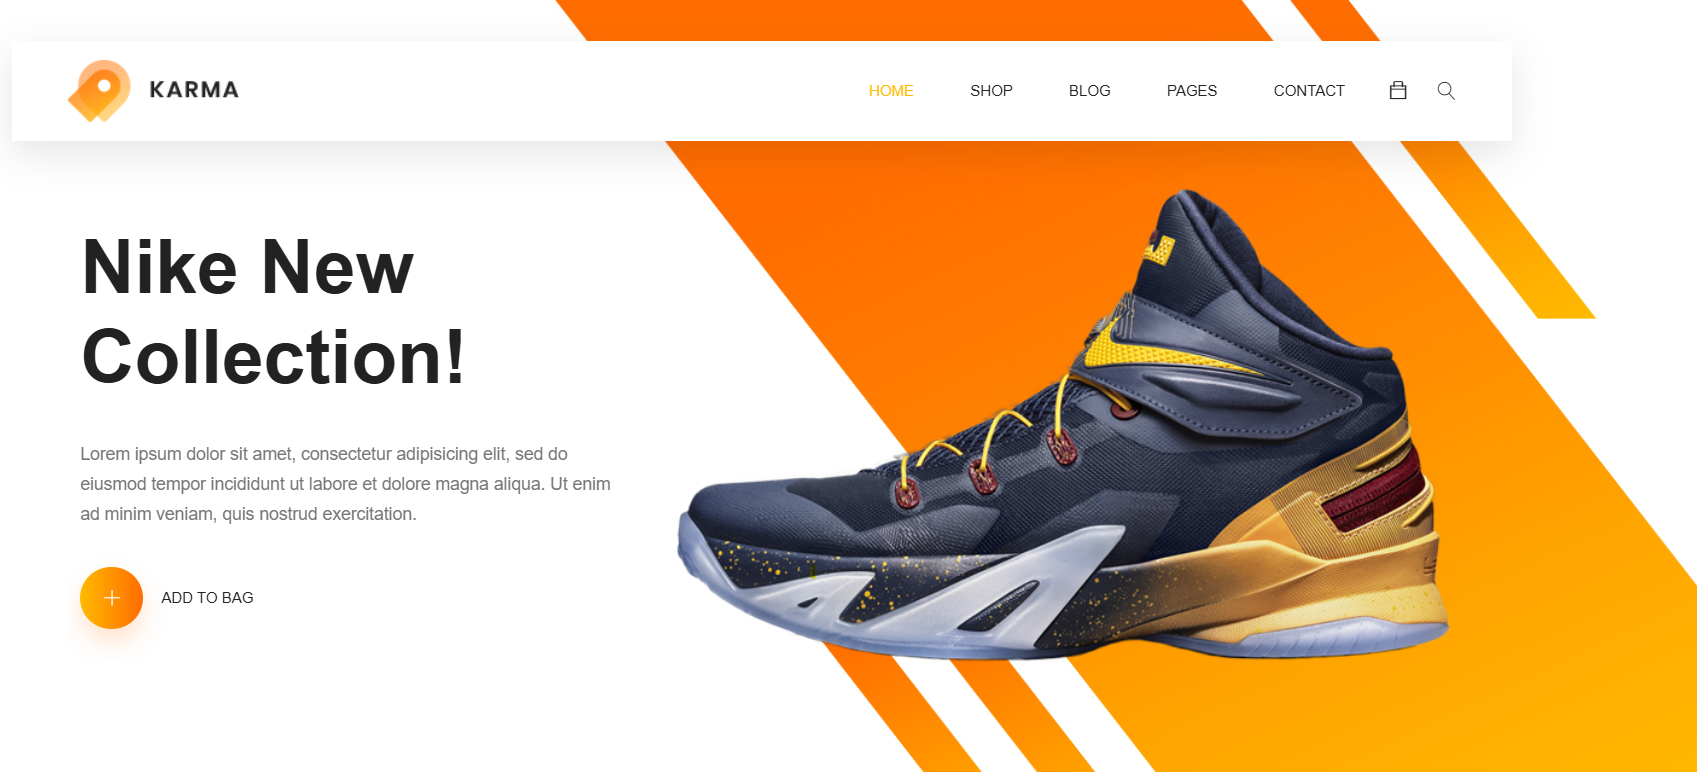 KARMA
HOME SHOP BLOG PAGES CONTACT
Nike New
Collection!
Lorem ipsum dolor sit amet, consectetur adipisicing elit, sed do
eiusmod tempor incididunt ut labore et dolore magna aliqua. Ut enim
ad minim veniam, quis nostrud exercitation.
ADD TO BAG